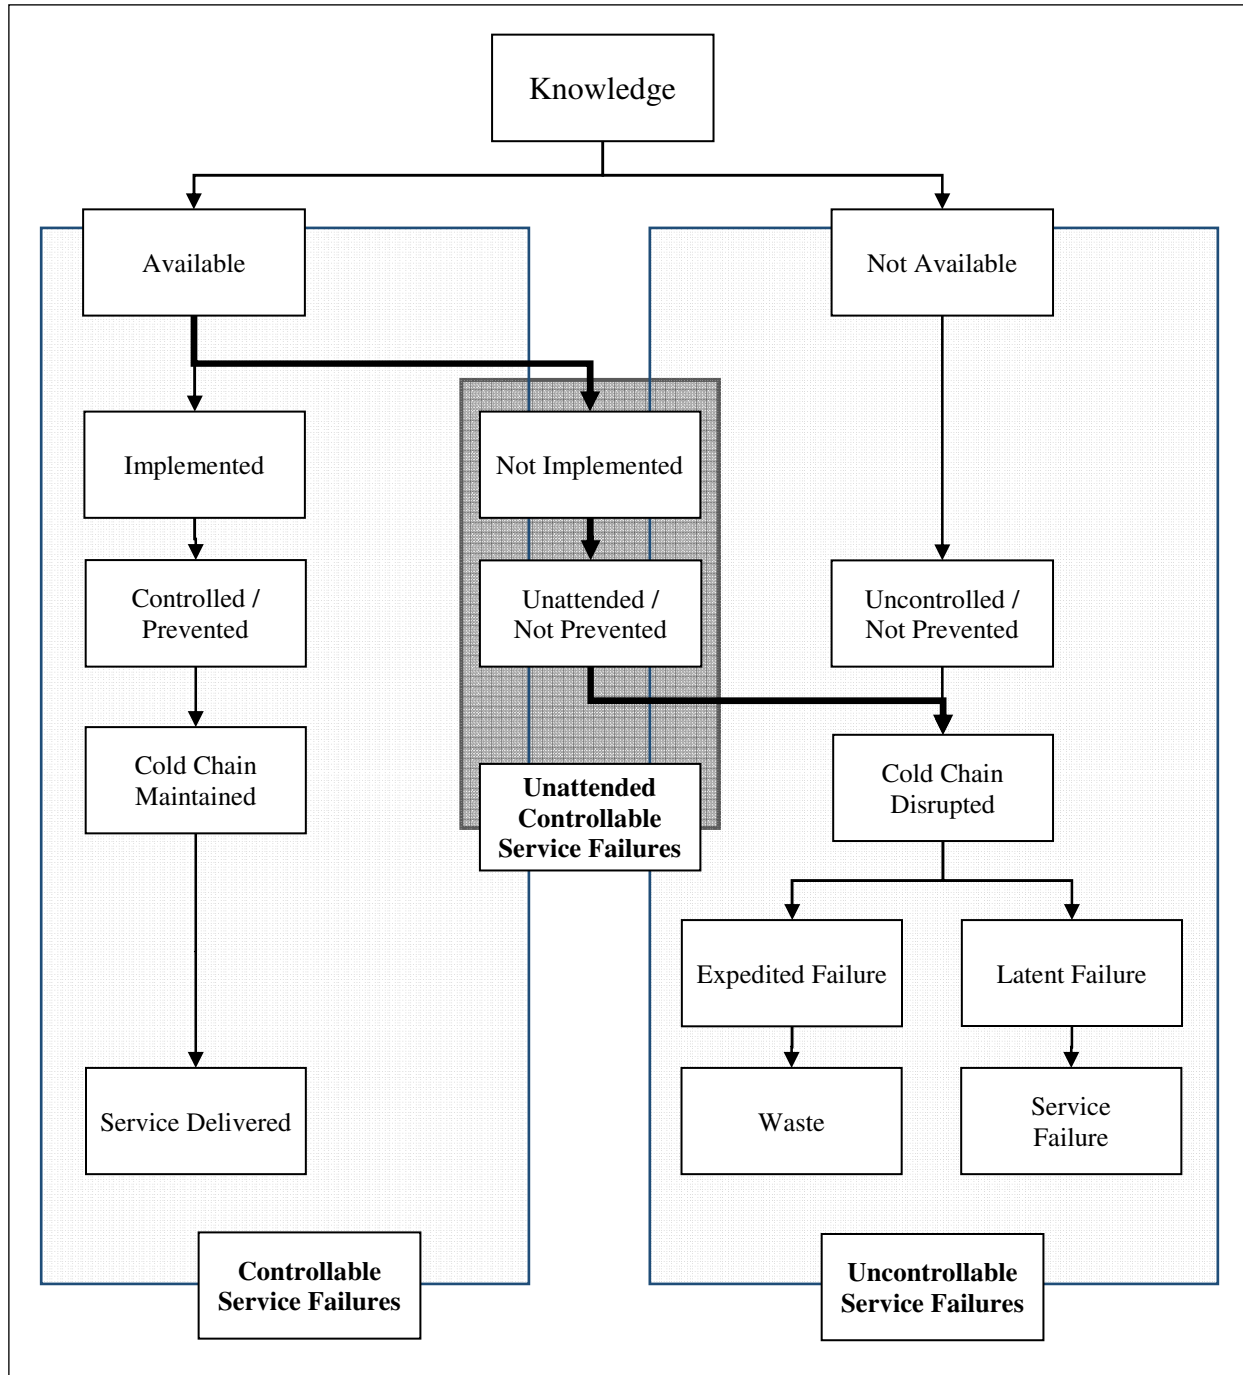 Knowledge
Available
Not Available
Implemented
Not Implemented
Controlled /
Prevented
Unattended /
Not Prevented
Uncontrolled /
Not Prevented
Cold Chain
Maintained
Unattended
Controllable
Service Failures
Cold Chain
Disrupted
Expedited Failure
Latent Failure
Service Delivered
Waste
Service
Failure
Controllable
Service Failures
Uncontrollable
Service Failures